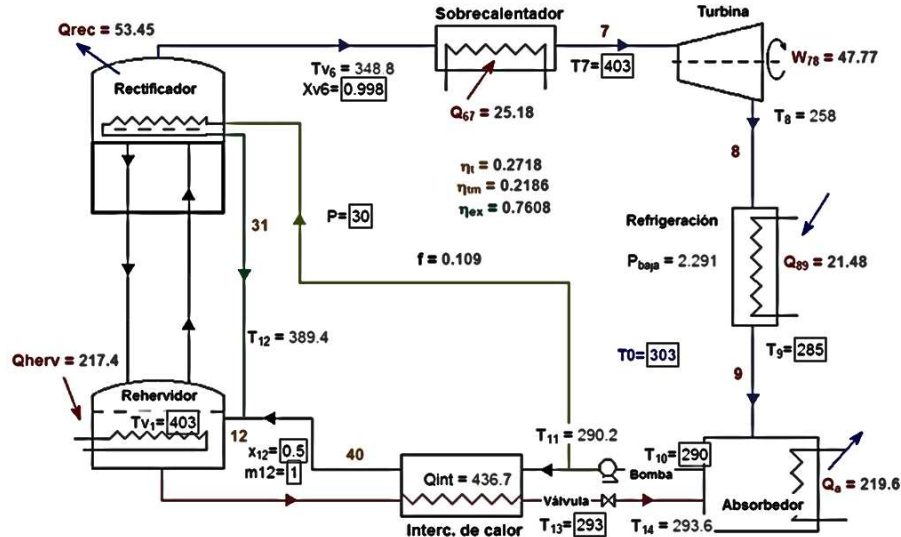 Sobrecalentador
Turbina
Qrec = 53.45
7
Tv₆ = 348.8
Xv6= 0.998
T7= 403
W₇₈ = 47.77
Rectificador
Q₆₇ = 25.18
T₈ = 258
8
ηt = 0.2718
ηtm = 0.2186
ηex = 0.7608
P= 30
31
Refrigeración
f = 0.109
Pbaja = 2.291
Q₈₉ = 21.48
T₁₂ = 389.4
T0= 303
T₉= 285
9
Qherv = 217.4
Rehervidor
Tv₁= 403
12
x₁₂= 0.5
m12= 1
40
T₁₁ = 290.2
T₁₀= 290
Qint = 436.7
Bomba
Qₐ = 219.6
Válvula
Absorbedor
Interc. de calor
T₁₃= 293
T₁₄ = 293.6